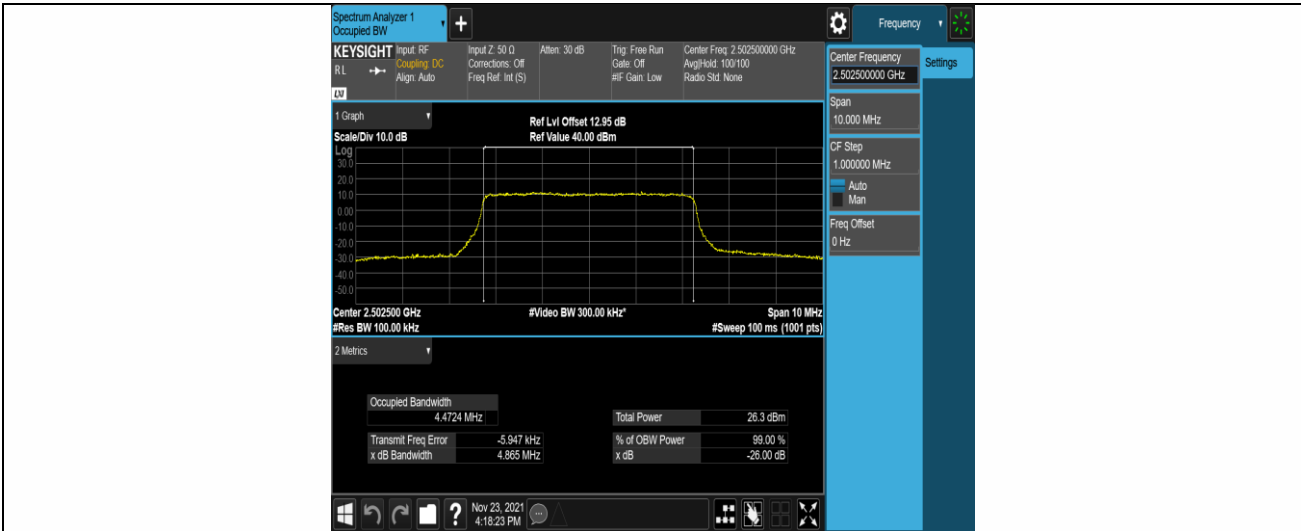 Spectrum Analyzer 1
Occupied BW
+
Frequency
KEYSIGHT
R L
LXI
Input: RF
Coupling: DC
Align: Auto
Input Z: 50 Ω
Corrections: Off
Freq Ref: Int (S)
Atten: 30 dB
Trig: Free Run
Gate: Off
#IF Gain: Low
Center Freq: 2.502500000 GHz
Avg|Hold: 100/100
Radio Std: None
Center Frequency
2.502500000 GHz
Settings
Span
10.000 MHz
CF Step
1.000000 MHz
Auto
Man
Freq Offset
0 Hz
1 Graph
Ref Lvl Offset 12.95 dB
Scale/Div 10.0 dB
Ref Value 40.00 dBm
Log
30.0
20.0
10.0
0.00
-10.0
-20.0
-30.0
-40.0
-50.0
Center 2.502500 GHz
#Video BW 300.00 kHz*
Span 10 MHz
#Res BW 100.00 kHz
#Sweep 100 ms (1001 pts)
2 Metrics
Occupied Bandwidth
4.4724 MHz
Total Power 26.3 dBm
Transmit Freq Error -5.947 kHz
% of OBW Power 99.00 %
x dB Bandwidth 4.865 MHz
x dB -26.00 dB
?
Nov 23, 2021
4:18:23 PM